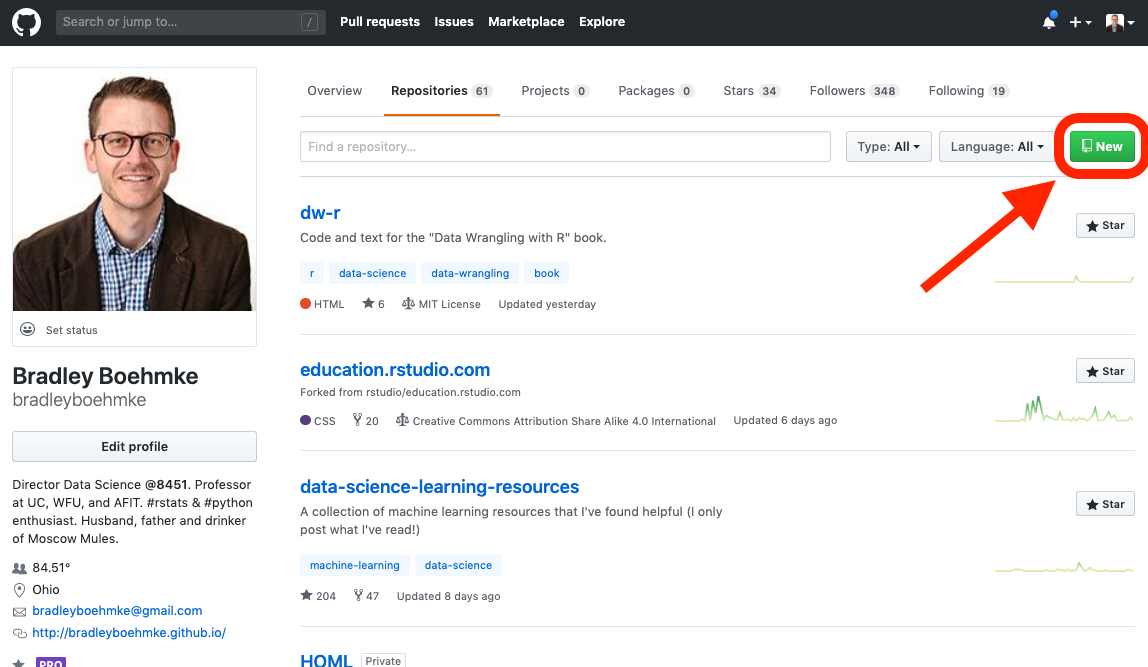 Search or jump to… /
Pull requests Issues Marketplace Explore
Set status
Bradley Boehmke
bradleyboehmke
Edit profile
Director Data Science @8451. Professor
at UC, WFU, and AFIT. #rstats & #python
enthusiast. Husband, father and drinker
of Moscow Mules.
84.51°
Ohio
bradleyboehmke@gmail.com
http://bradleyboehmke.github.io/
PRO
Overview Repositories 61 Projects 0 Packages 0 Stars 34 Followers 348 Following 19
Find a repository… Type: All Language: All New
dw-r
Star
Code and text for the "Data Wrangling with R" book.
r data-science data-wrangling book
HTML 6 MIT License Updated yesterday
education.rstudio.com
Star
Forked from rstudio/education.rstudio.com
CSS 20 Creative Commons Attribution Share Alike 4.0 International Updated 6 days ago
data-science-learning-resources
Star
A collection of machine learning resources that I've found helpful (I only
post what I've read!)
machine-learning data-science
204 47 Updated 8 days ago
HOML Private